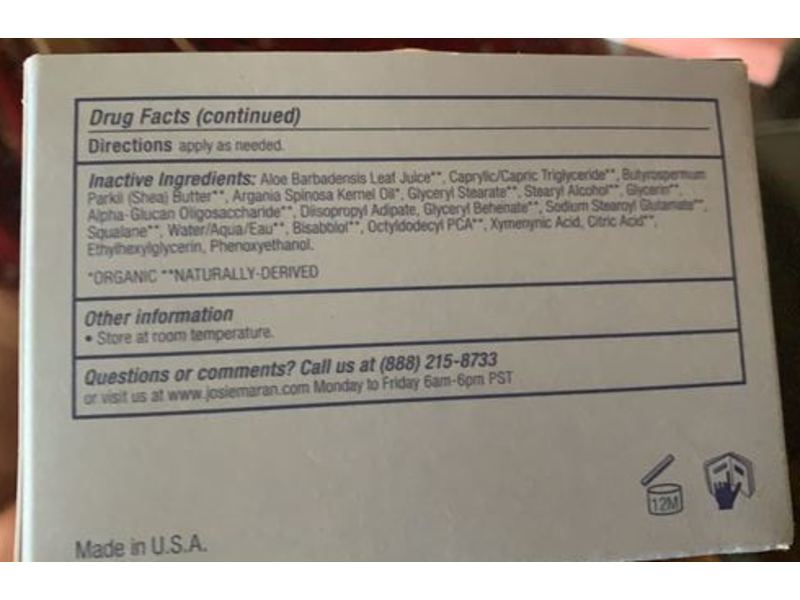 Drug Facts (continued)
Directions apply as needed.
Inactive Ingredients: Aloe Barbadensis Leaf Juice**, Caprylic/Capric Triglyceride**, Butyrospermum
Parkii (Shea) Butter**, Argania Spinosa Kernel Oil*, Glyceryl Stearate**, Stearyl Alcohol**, Glycerin**,
Alpha-Glucan Oligosaccharide**, Diisopropyl Adipate, Glyceryl Behenate**, Sodium Stearoyl Glutamate**,
Squalane**, Water/Aqua/Eau**, Bisabolol**, Octyldodecyl PCA**, Xymenynic Acid, Citric Acid**,
Ethylhexylglycerin, Phenoxyethanol.
*ORGANIC **NATURALLY-DERIVED
Other information
• Store at room temperature.
Questions or comments? Call us at (888) 215-8733
or visit us at www.josiemaran.com Monday to Friday 6am-6pm PST
12M
Made in U.S.A.